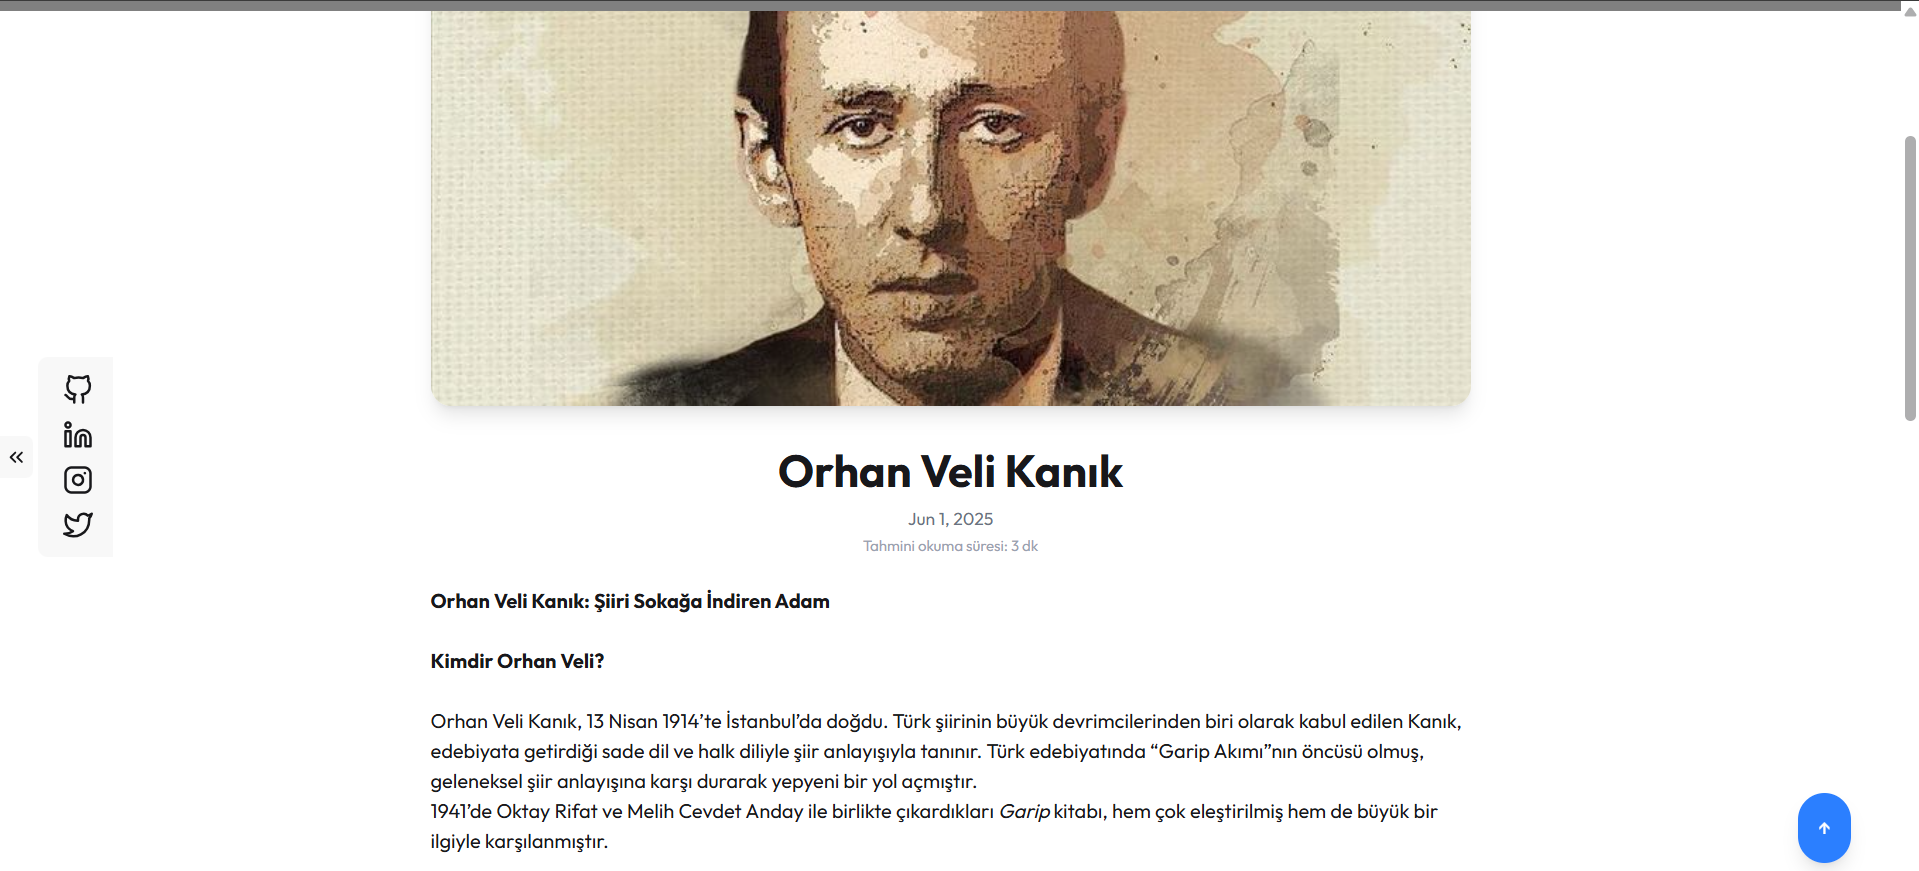 Orhan Veli Kanık
Jun 1, 2025
Tahmini okuma süresi: 3 dk
Orhan Veli Kanık: Şiiri Sokağa İndiren Adam
Kimdir Orhan Veli?
Orhan Veli Kanık, 13 Nisan 1914’te İstanbul’da doğdu. Türk şiirinin büyük devrimcilerinden biri olarak kabul edilen Kanık,
edebiyata getirdiği sade dil ve halk diliyle şiir anlayışıyla tanınır. Türk edebiyatında “Garip Akımı”nın öncüsü olmuş,
geleneksel şiir anlayışına karşı durarak yepyeni bir yol açmıştır.
1941’de Oktay Rifat ve Melih Cevdet Anday ile birlikte çıkardıkları Garip kitabı, hem çok eleştirilmiş hem de büyük bir
ilgiyle karşılanmıştır.